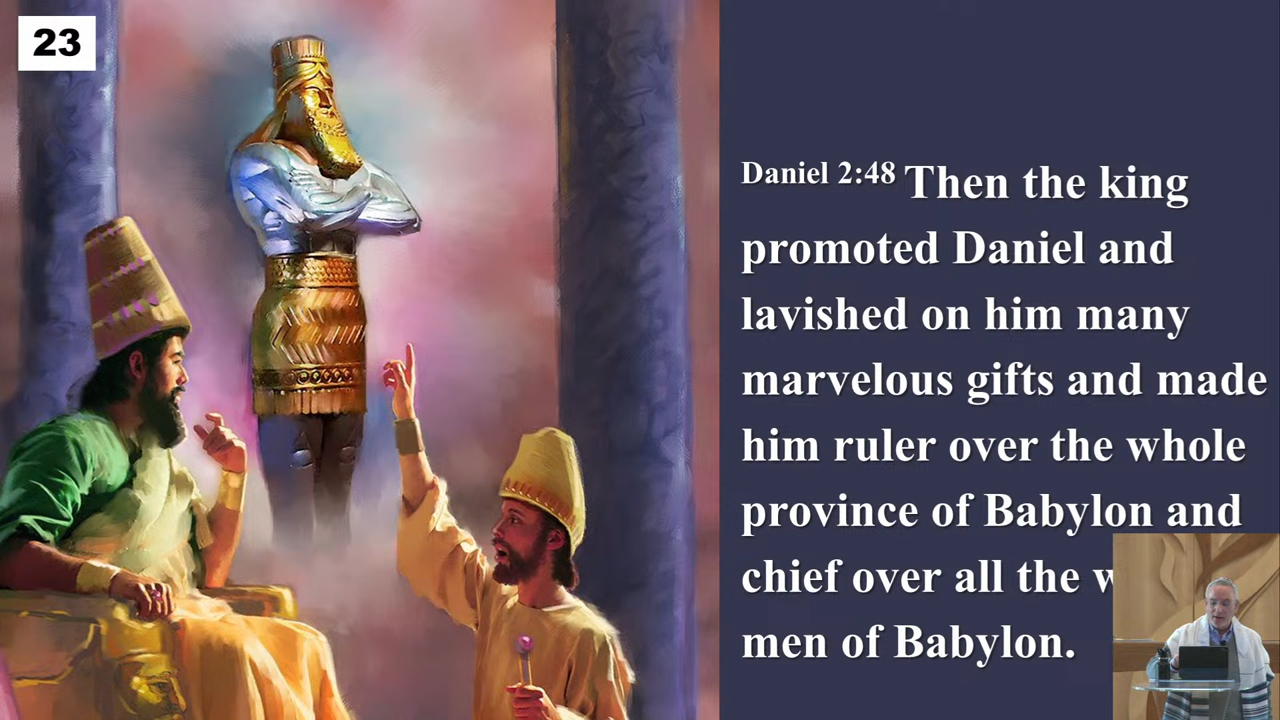 23
Daniel 2:48 Then the king
promoted Daniel and
lavished on him many
marvelous gifts and made
him ruler over the whole
province of Babylon and
chief over all the
men of Babylon.